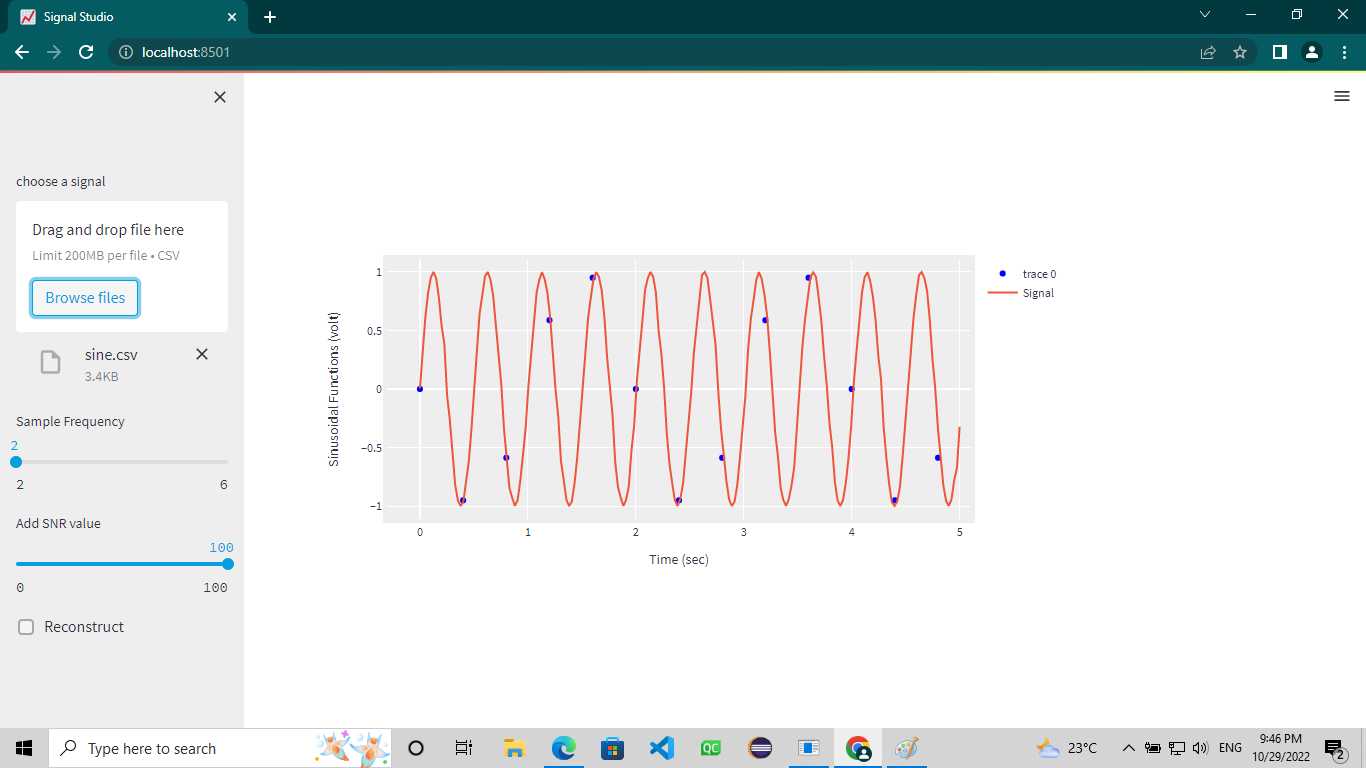 Signal Studio
localhost:8501
choose a signal
Drag and drop file here
Limit 200MB per file • CSV
Browse files
sine.csv
3.4KB
Sample Frequency
2
2 6
Add SNR value
100
0 100
Reconstruct
Sinusoidal Functions (volt)
1
0.5
0
−0.5
−1
0 1 2 3 4 5
Time (sec)
trace 0
Signal
Type here to search
QC
23°C
ENG
9:46 PM
10/29/2022
2